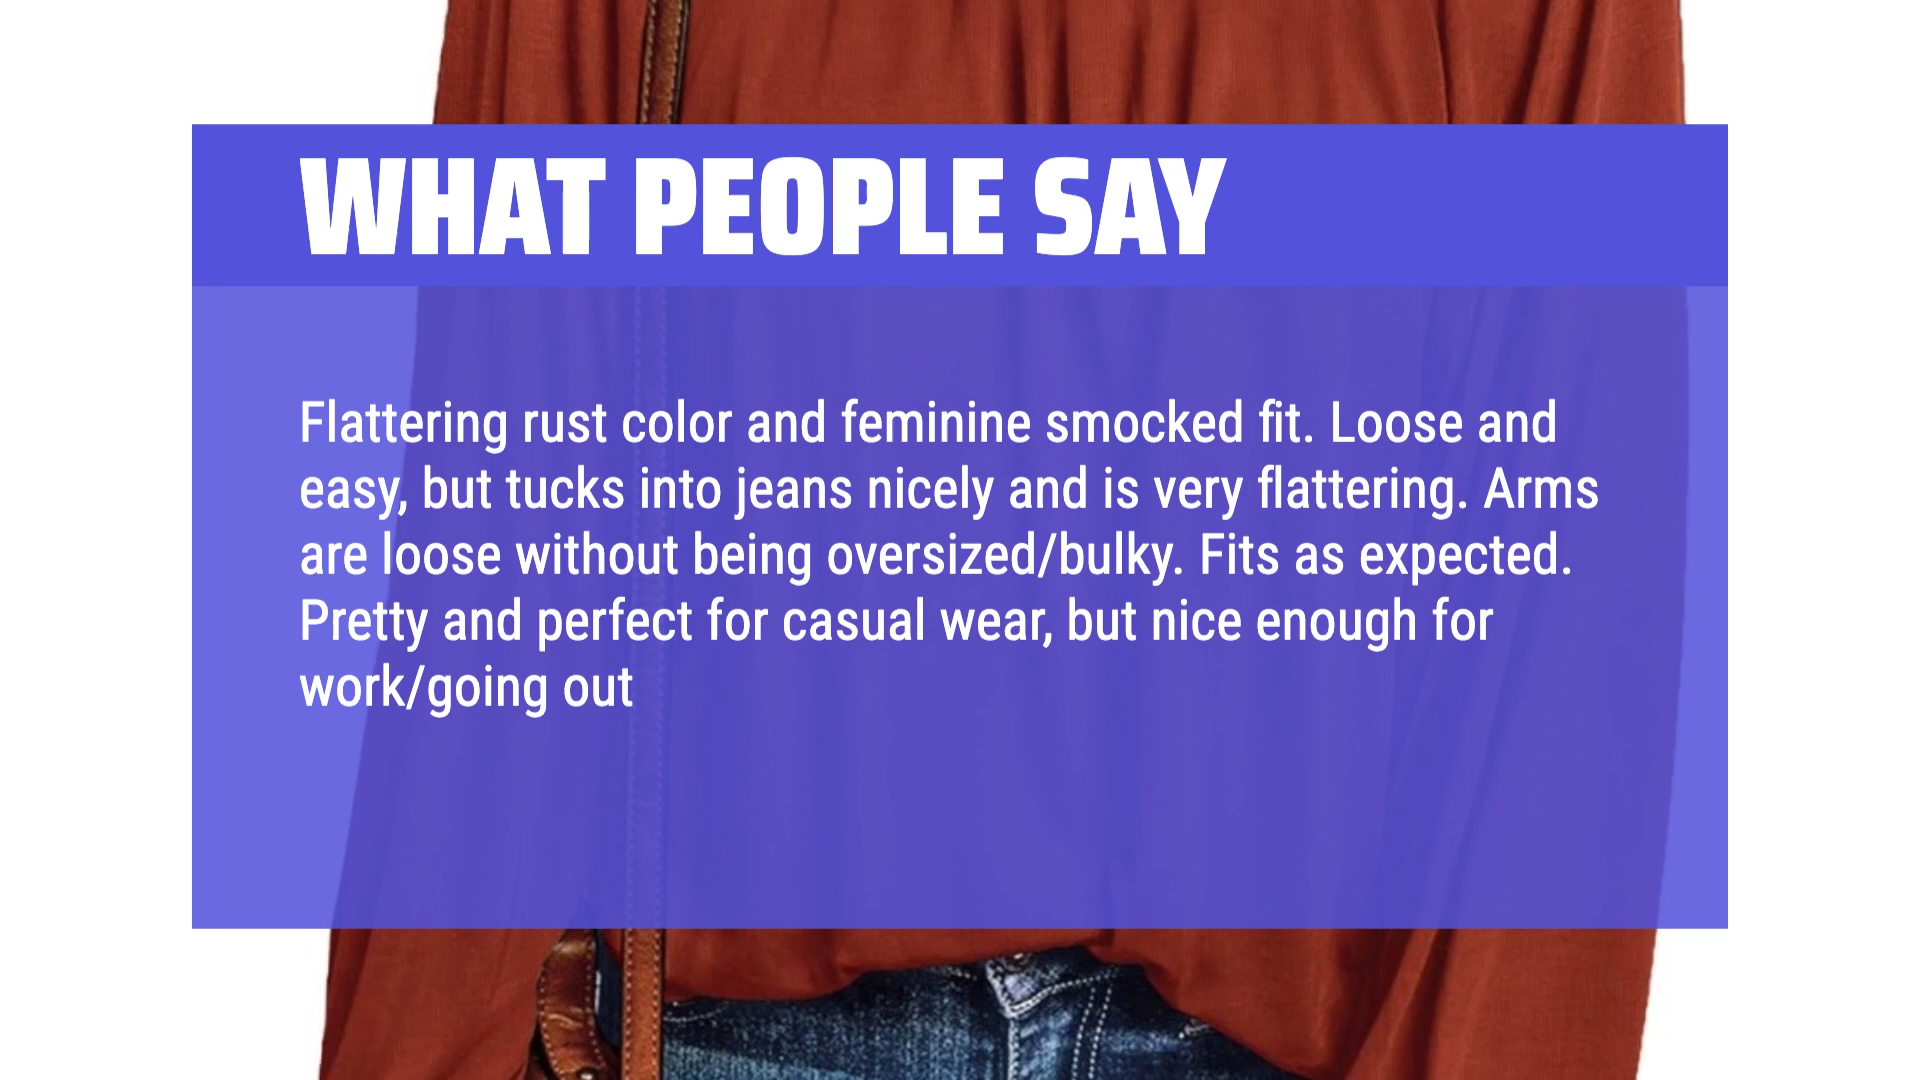 WHAT PEOPLE SAY
Flattering rust color and feminine smocked fit. Loose and
easy, but tucks into jeans nicely and is very flattering. Arms
are loose without being oversized/bulky. Fits as expected.
Pretty and perfect for casual wear, but nice enough for
work/going out